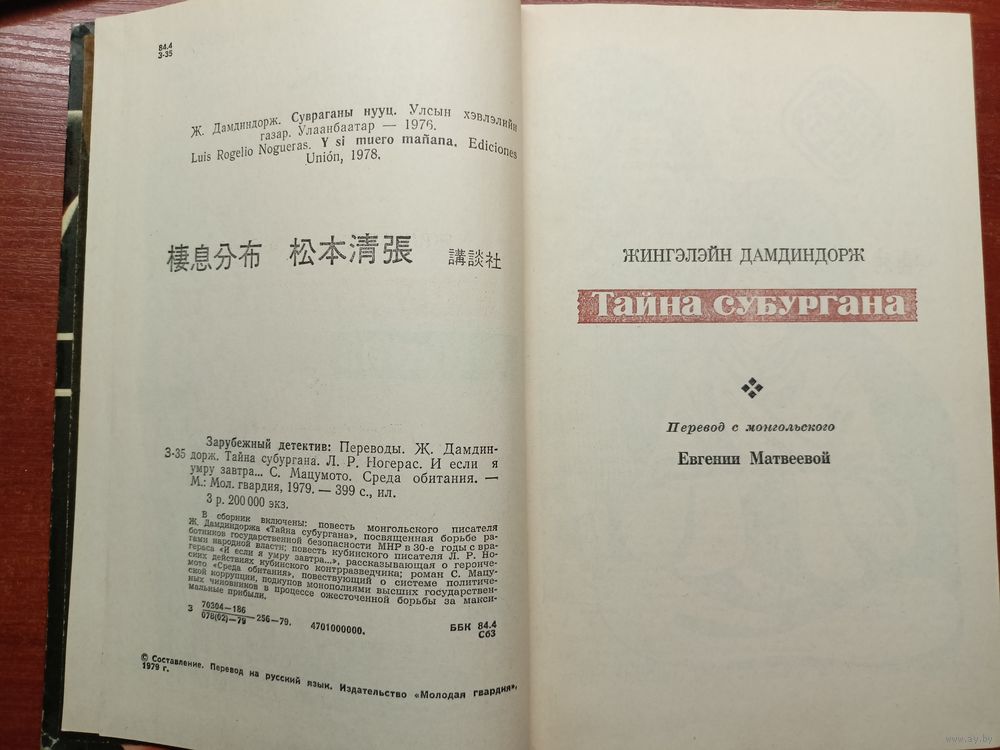 84.4
З-35
Ж. Дамдиндорж. Сувраганы нууц. Улсын хэвлэлийн
газар. Улаанбаатар — 1976.
Luis Rogelio Nogueras. Y si muero mañana. Ediciones
Unión, 1978.
棲息分布 松本清張 講談社
Зарубежный детектив: Переводы. Ж. Дамдин-
З-35 дорж. Тайна субургана. Л. Р. Ногерас. И если я
умру завтра... С. Мацумото. Среда обитания. —
М.: Мол. гвардия, 1979. — 399 с., ил.
3 р. 200 000 экз.
В сборник включены: повесть монгольского писателя
Ж. Дамдиндоржа «Тайна субургана», посвященная борьбе ра-
ботников государственной безопасности МНР в 30-е годы с вра-
гами народной власти; повесть кубинского писателя Л. Р. Но-
гераса «И если я умру завтра...», рассказывающая о героиче-
ских действиях кубинского контрразведчика; роман С. Мацу-
мото «Среда обитания», повествующий о системе политиче-
ской коррупции, подкупов монополиями высших государствен-
ных чиновников в процессе ожесточенной борьбы за макси-
мальные прибыли.
З 70304—186
078(02)—79 —256—79. 4701000000.
ББК 84.4
Сб3
© Составление. Перевод на русский язык. Издательство «Молодая гвардия»,
1979 г.
ЖИНГЭЛЭЙН ДАМДИНДОРЖ
Тайна субургана
Перевод с монгольского
Евгении Матвеевой
www.ay.by